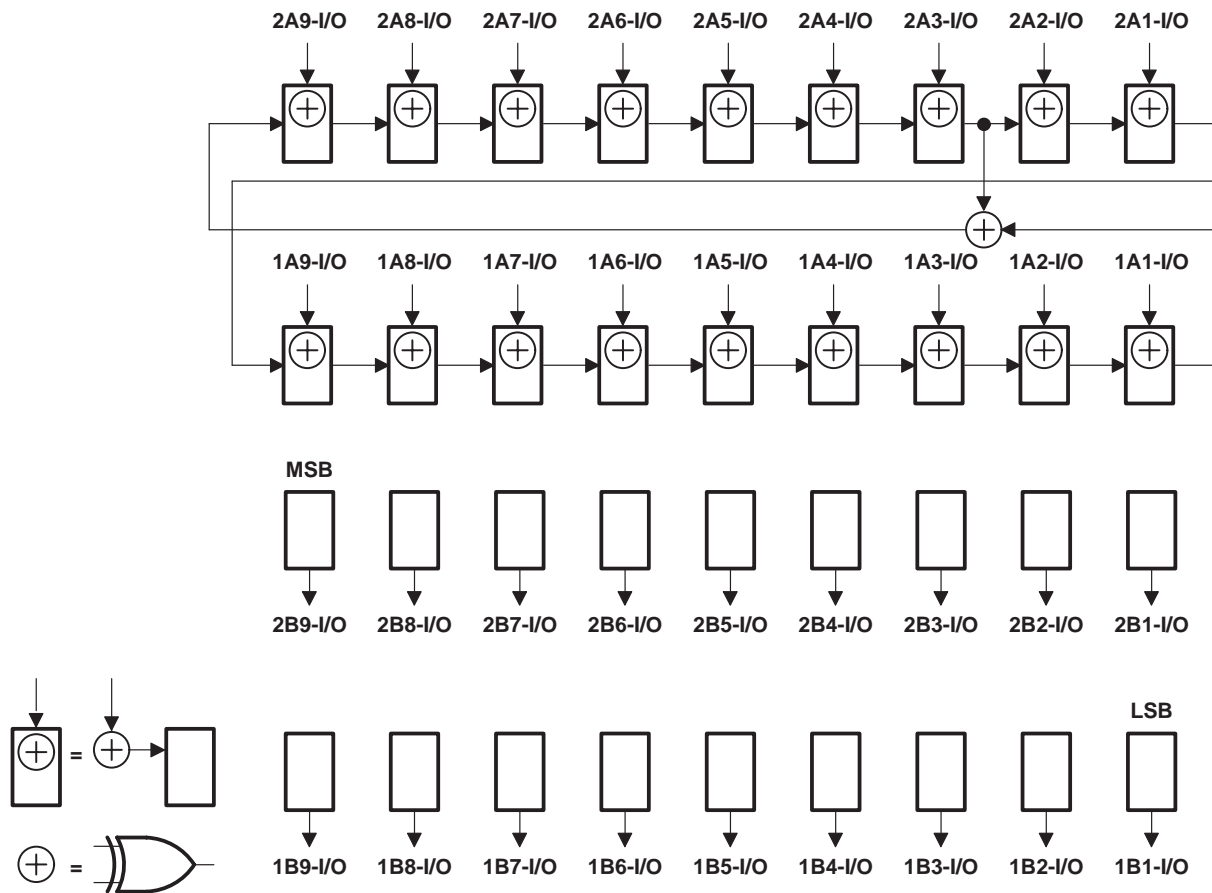 2A9-I/O 2A8-I/O 2A7-I/O 2A6-I/O 2A5-I/O 2A4-I/O 2A3-I/O 2A2-I/O 2A1-I/O
1A9-I/O 1A8-I/O 1A7-I/O 1A6-I/O 1A5-I/O 1A4-I/O 1A3-I/O 1A2-I/O 1A1-I/O
MSB
2B9-I/O 2B8-I/O 2B7-I/O 2B6-I/O 2B5-I/O 2B4-I/O 2B3-I/O 2B2-I/O 2B1-I/O
LSB
=
1B9-I/O 1B8-I/O 1B7-I/O 1B6-I/O 1B5-I/O 1B4-I/O 1B3-I/O 1B2-I/O 1B1-I/O
=